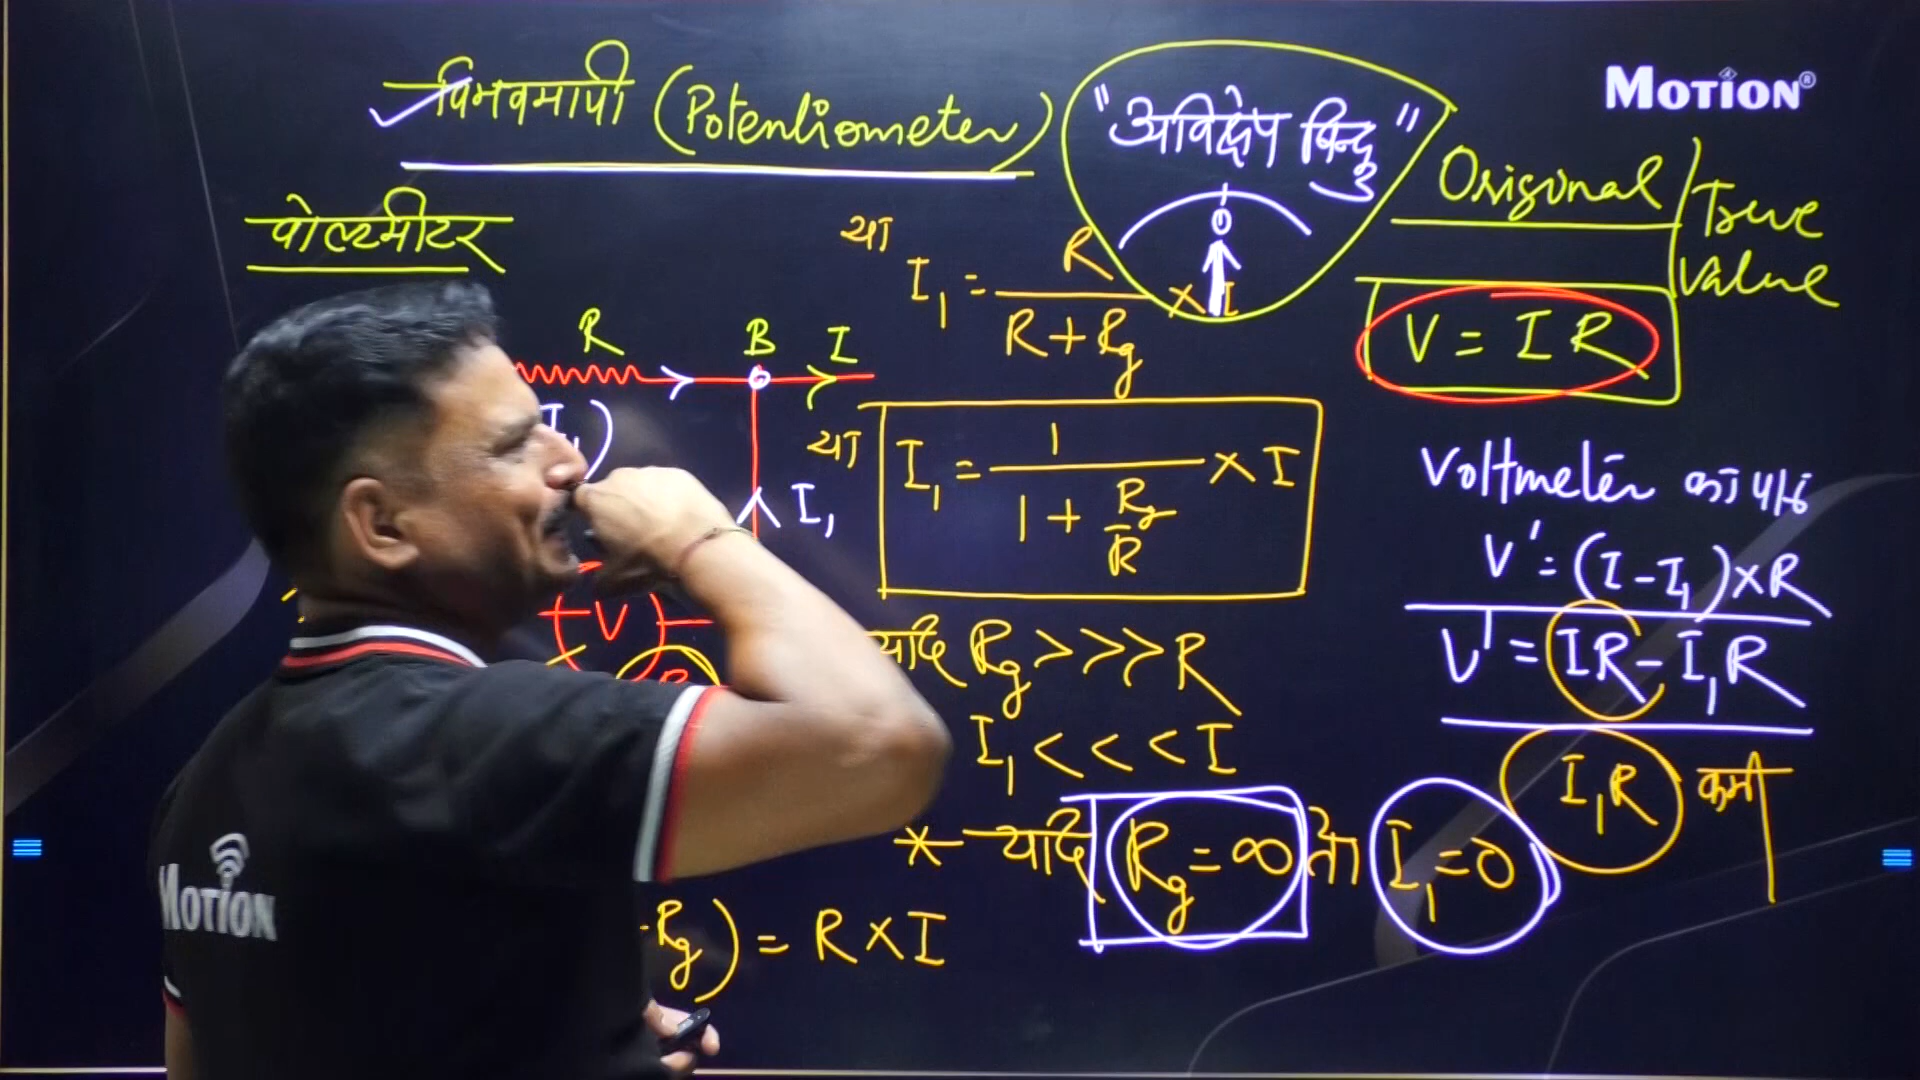 विभवमापी (Potentiometer)
"अविक्षेप बिन्दु"
O
MOTION®
Original / True Value
वोल्टमीटर
या I₁ = R / (R + Rg) × I
V = I R
R B I
I₁)
I₁
या I₁ = 1 / (1 + Rg/R) × I
Voltmeter का पा.
V' = (I - I₁) × R
V' = IR - I₁R
V
यदि Rg >>> R
I₁ <<< I
I₁R कमी
* यदि Rg = ∞ तो I₁ = 0
Rg) = R × I
MOTION